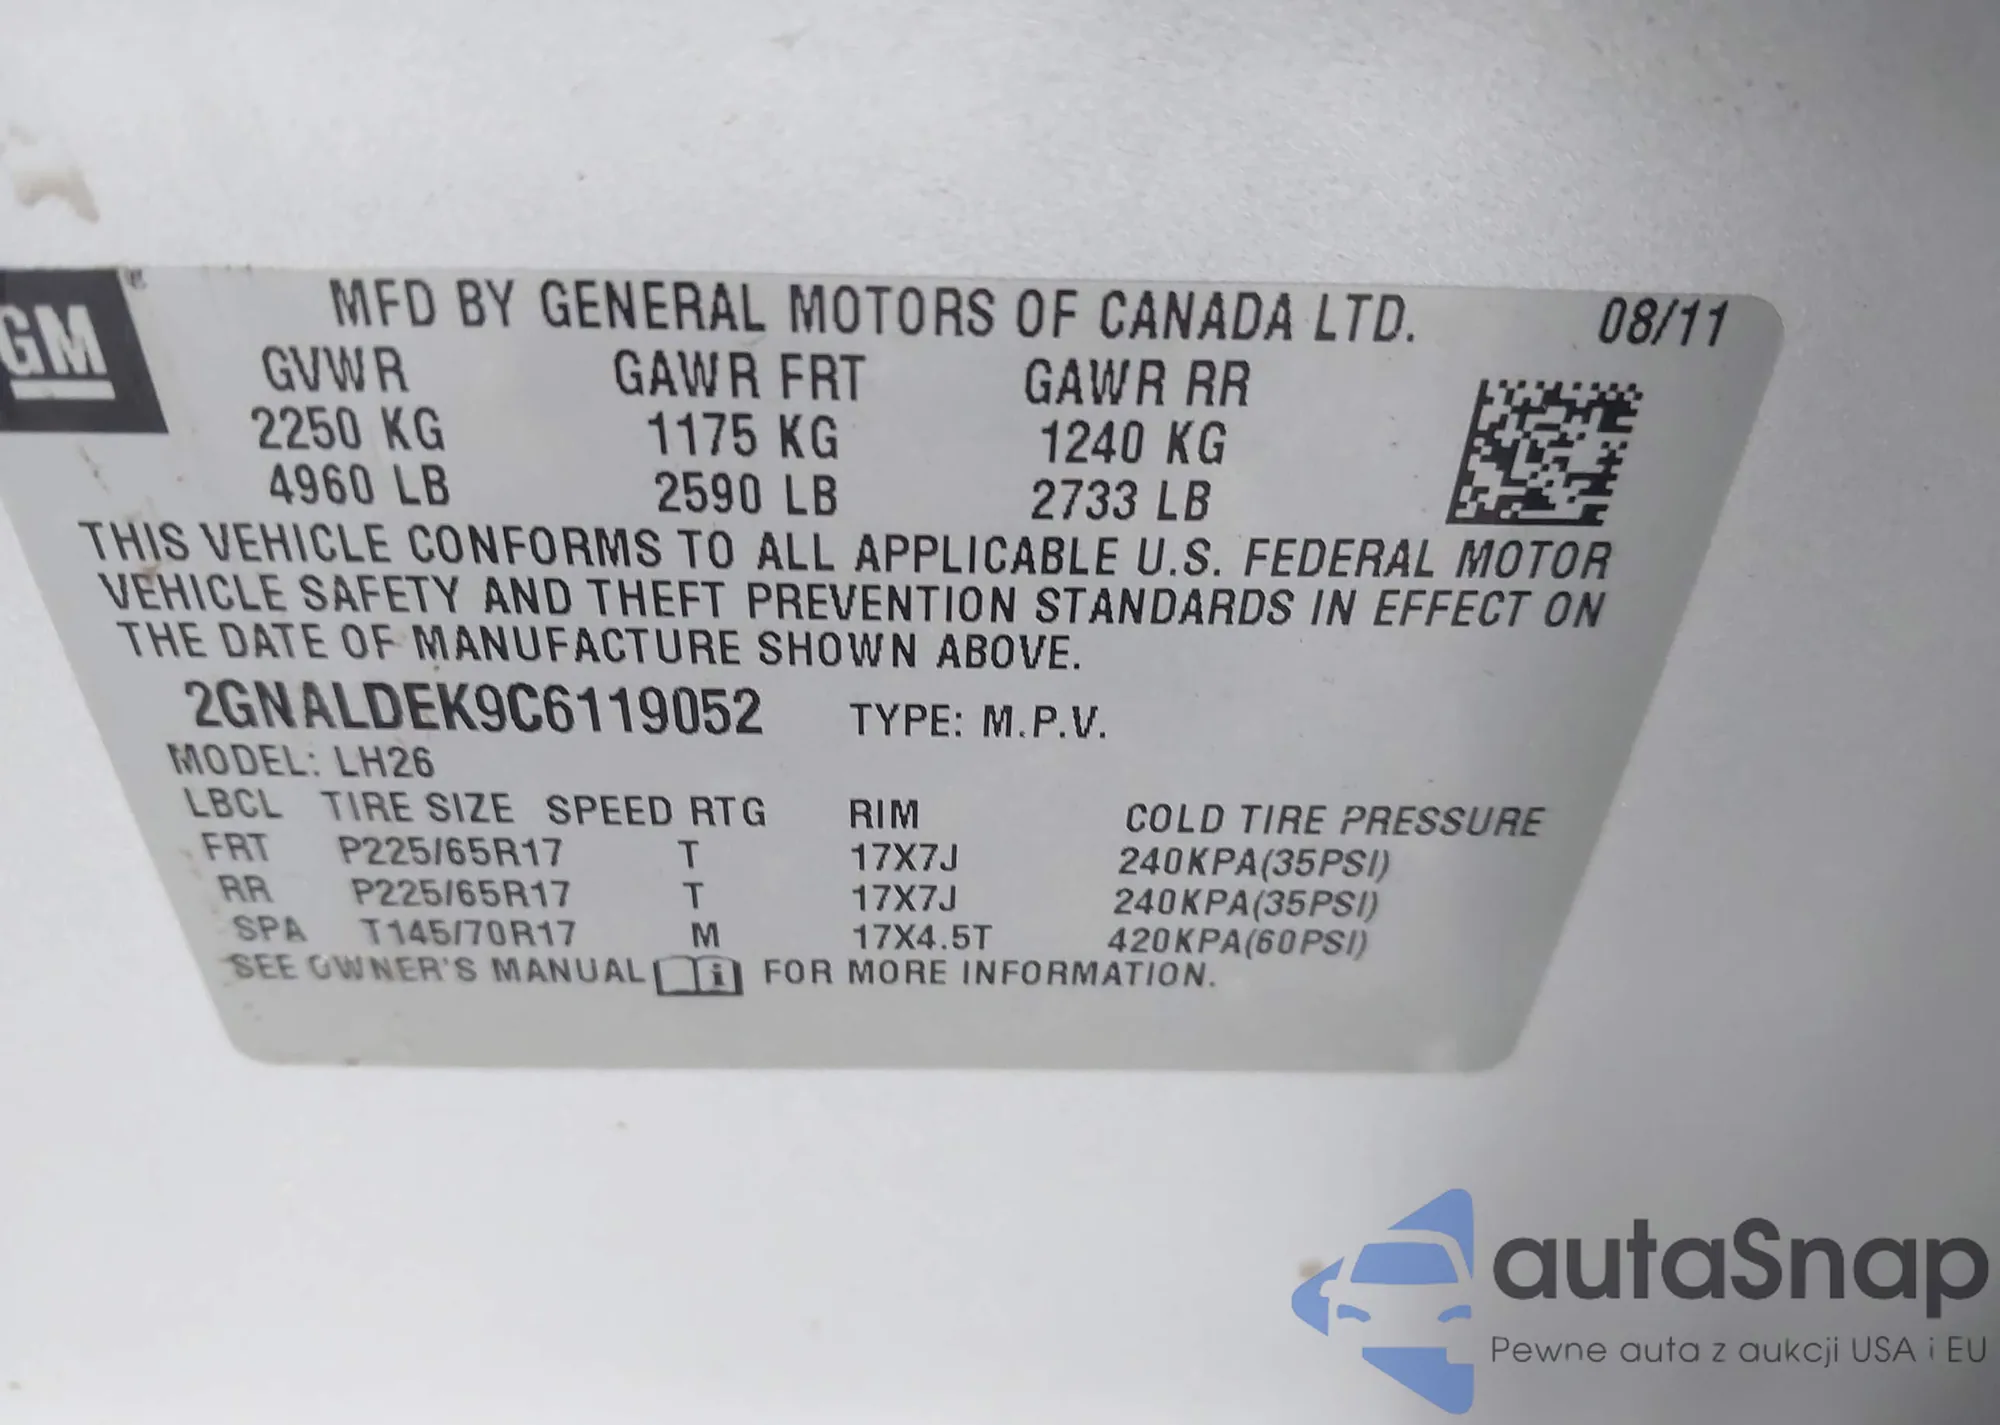 GM
MFD BY GENERAL MOTORS OF CANADA LTD. 08/11
GVWR GAWR FRT GAWR RR
2250 KG 1175 KG 1240 KG
4960 LB 2590 LB 2733 LB
THIS VEHICLE CONFORMS TO ALL APPLICABLE U.S. FEDERAL MOTOR
VEHICLE SAFETY AND THEFT PREVENTION STANDARDS IN EFFECT ON
THE DATE OF MANUFACTURE SHOWN ABOVE.
2GNALDEK9C6119052 TYPE: M.P.V.
MODEL: LH26
LBCL TIRE SIZE SPEED RTG RIM COLD TIRE PRESSURE
FRT P225/65R17 T 17X7J 240KPA(35PSI)
RR P225/65R17 T 17X7J 240KPA(35PSI)
SPA T145/70R17 M 17X4.5T 420KPA(60PSI)
SEE OWNER'S MANUAL i FOR MORE INFORMATION.
autaSnap
Pewne auta z aukcji USA i EU